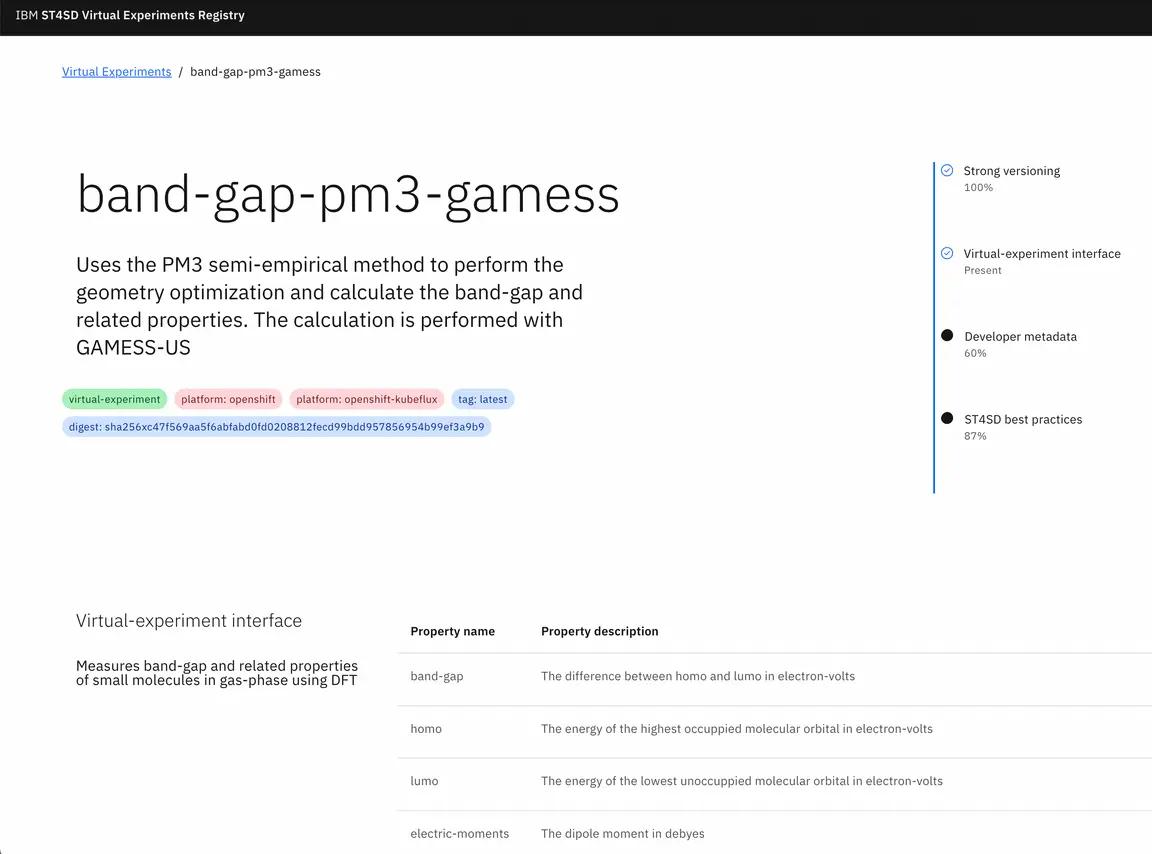 IBM ST4SD Virtual Experiments Registry
Virtual Experiments / band-gap-pm3-gamess
band-gap-pm3-gamess
Uses the PM3 semi-empirical method to perform the
geometry optimization and calculate the band-gap and
related properties. The calculation is performed with
GAMESS-US
virtual-experiment platform: openshift platform: openshift-kubeflux tag: latest
digest: sha256xc47f569aa5f6abfabd0fd0208812fecd99bdd957856954b99ef3a9b9
Strong versioning
100%
Virtual-experiment interface
Present
Developer metadata
60%
ST4SD best practices
87%
Virtual-experiment interface
Measures band-gap and related properties
of small molecules in gas-phase using DFT
Property name Property description
band-gap The difference between homo and lumo in electron-volts
homo The energy of the highest occuppied molecular orbital in electron-volts
lumo The energy of the lowest unoccuppied molecular orbital in electron-volts
electric-moments The dipole moment in debyes